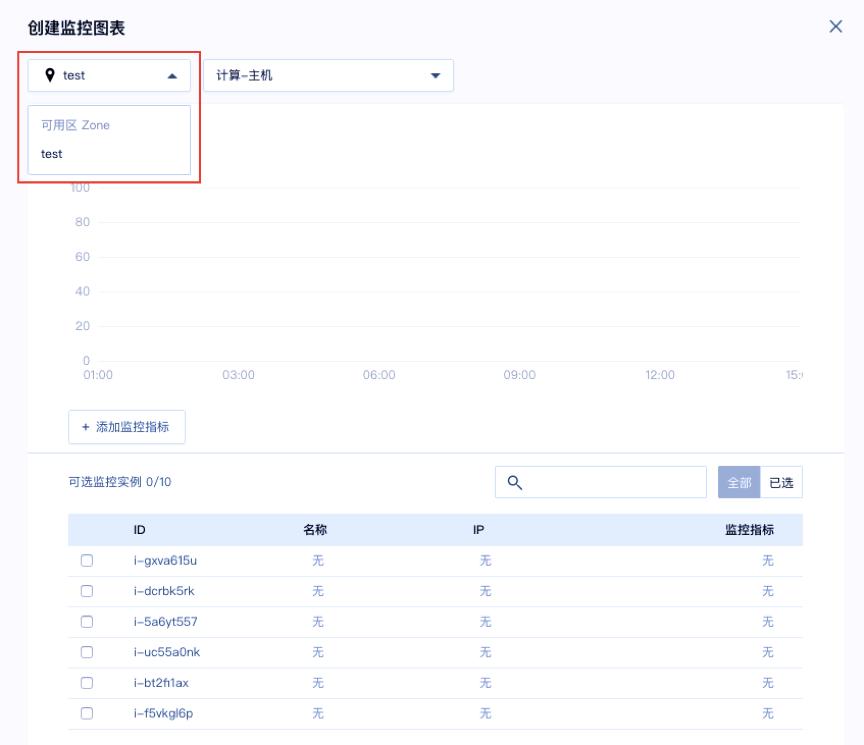 创建监控图表
test
计算-主机
可用区 Zone
test
100
80
60
40
20
0
01:00 03:00 06:00 09:00 12:00 15:
+ 添加监控指标
可选监控实例 0/10
全部 已选
ID 名称 IP 监控指标
i-gxva615u 无 无 无
i-dcrbk5rk 无 无 无
i-5a6yt557 无 无 无
i-uc55a0nk 无 无 无
i-bt2fi1ax 无 无 无
i-f5vkgl6p 无 无 无